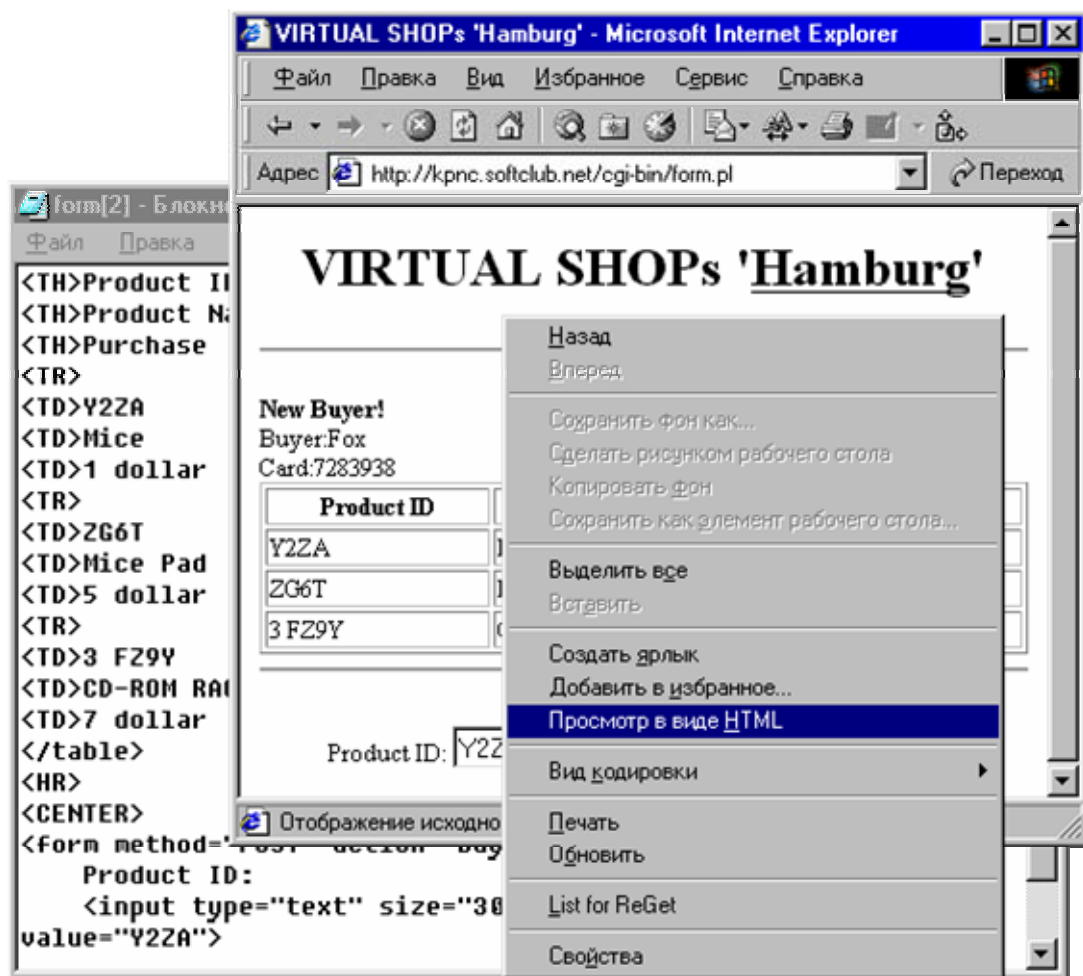 VIRTUAL SHOPs 'Hamburg' - Microsoft Internet Explorer
Файл Правка Вид Избранное Сервис Справка
Адрес http://kpnc.softclub.net/cgi-bin/form.pl Переход
VIRTUAL SHOPs 'Hamburg'
New Buyer!
Buyer:Fox
Card:7283938
Product ID
Y2ZA
ZG6T
3 FZ9Y
Product ID: Y2Z
Отображение исходно
Назад
Вперед
Сохранить фон как...
Сделать рисунком рабочего стола
Копировать фон
Сохранить как элемент рабочего стола...
Выделить все
Вставить
Создать ярлык
Добавить в избранное...
Просмотр в виде HTML
Вид кодировки
Печать
Обновить
List for ReGet
Свойства
form[2] - Блокн
Файл Правка
<TH>Product I
<TH>Product Na
<TH>Purchase
<TR>
<TD>Y2ZA
<TD>Mice
<TD>1 dollar
<TR>
<TD>ZG6T
<TD>Mice Pad
<TD>5 dollar
<TR>
<TD>3 FZ9Y
<TD>CD-ROM
<TD>7 dollar
</table>
<HR>
<CENTER>
<form method="POST" action
Product ID:
<input type="text" size="30
value="Y2ZA">